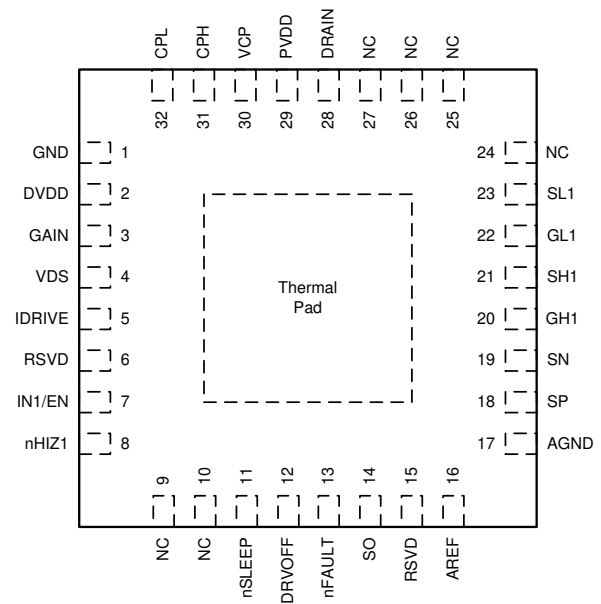 CPL
CPH
VCP
PVDD
DRAIN
NC
NC
NC
32
31
30
29
28
27
26
25
GND 1
DVDD 2
GAIN 3
VDS 4
IDRIVE 5
RSVD 6
IN1/EN 7
nHIZ1 8
Thermal
Pad
24 NC
23 SL1
22 GL1
21 SH1
20 GH1
19 SN
18 SP
17 AGND
9
10
11
12
13
14
15
16
NC
NC
nSLEEP
DRVOFF
nFAULT
SO
RSVD
AREF